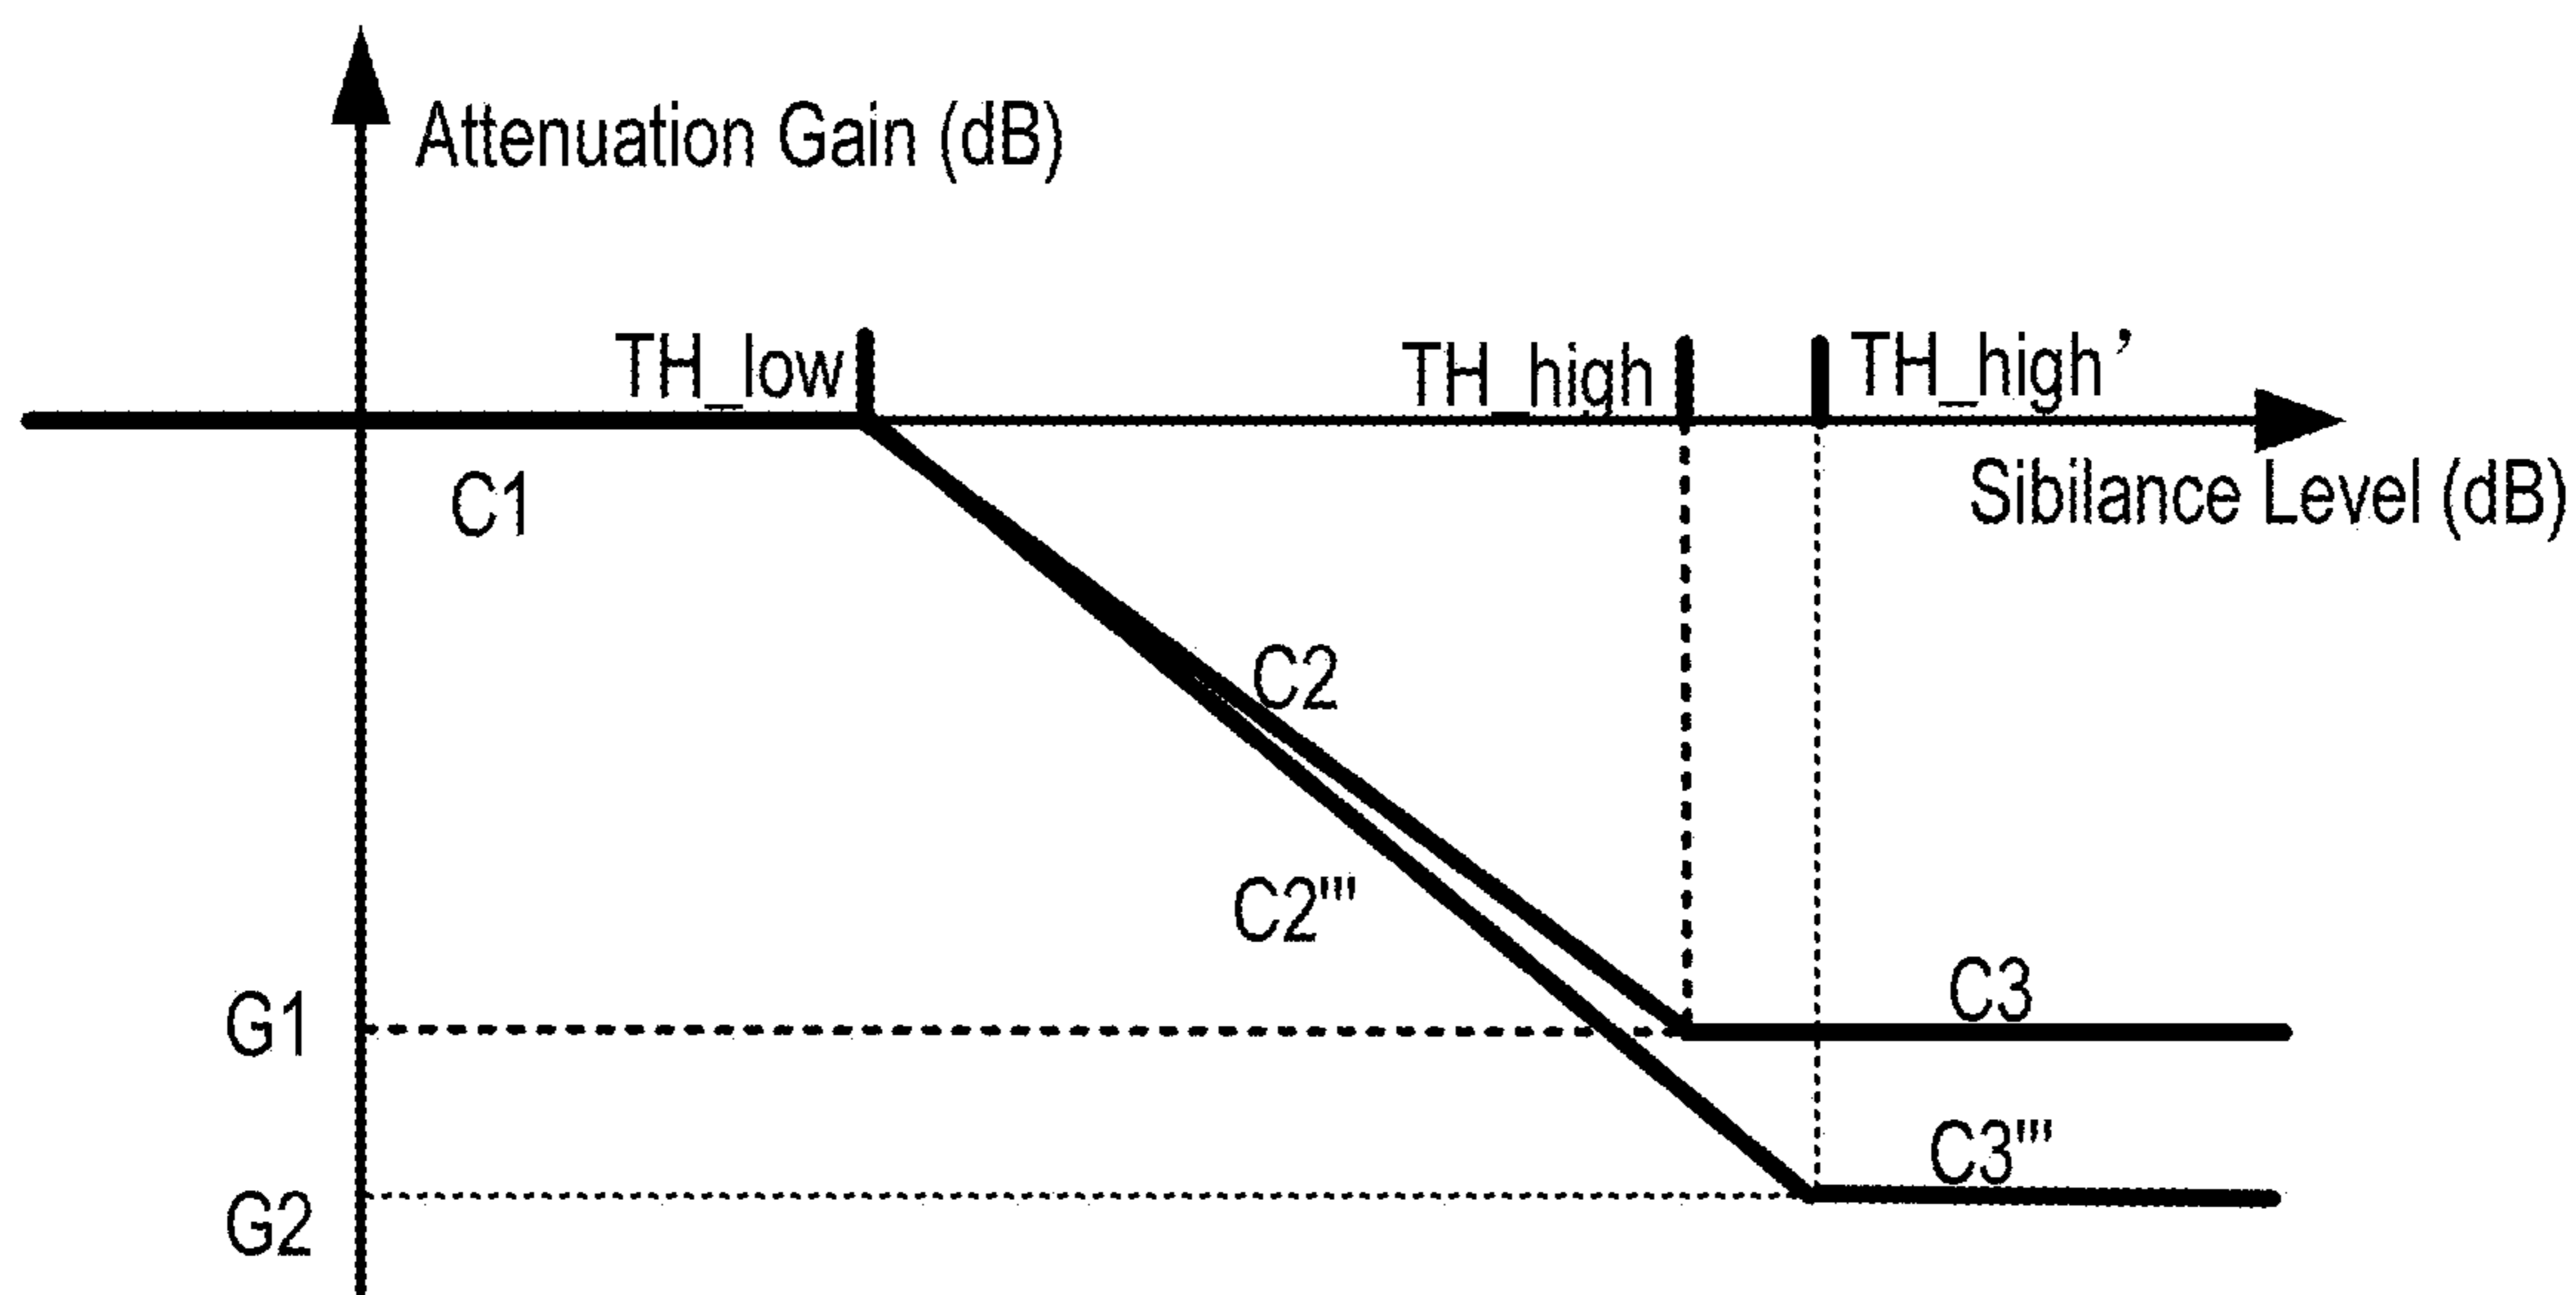 Attenuation Gain (dB)
TH_low
TH_high
TH_high’
Sibilance Level (dB)
C1
C2
C2'''
G1
C3
C3'''
G2